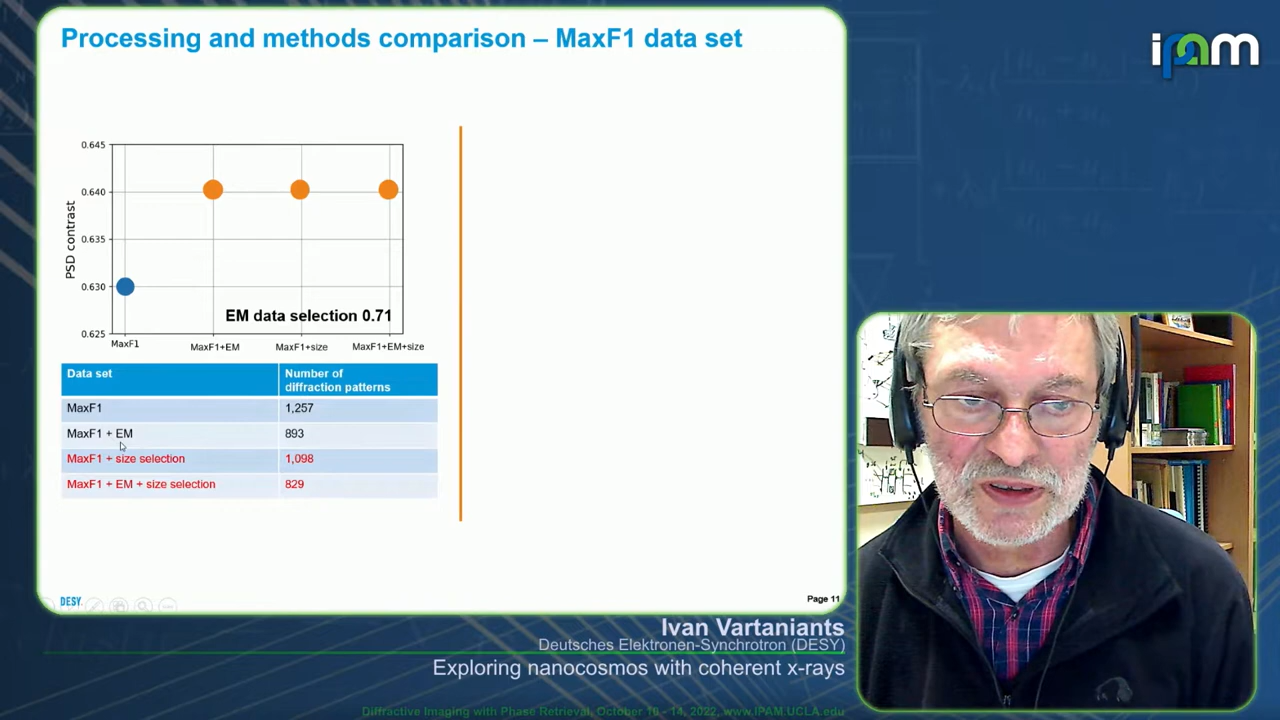 Processing and methods comparison – MaxF1 data set
ipam
0.645
0.640
0.635
0.630
0.625
PSD contrast
EM data selection 0.71
MaxF1
MaxF1+EM
MaxF1+size
MaxF1+EM+size
Data set
Number of
diffraction patterns
MaxF1
1,257
MaxF1 + EM
893
MaxF1 + size selection
1,098
MaxF1 + EM + size selection
829
DESY.
Page 11
Ivan Vartaniants
Deutsches Elektronen-Synchrotron (DESY)
Exploring nanocosmos with coherent x-rays
Diffractive Imaging with Phase Retrieval, October 10 - 14, 2022, www.IPAM.UCLA.edu